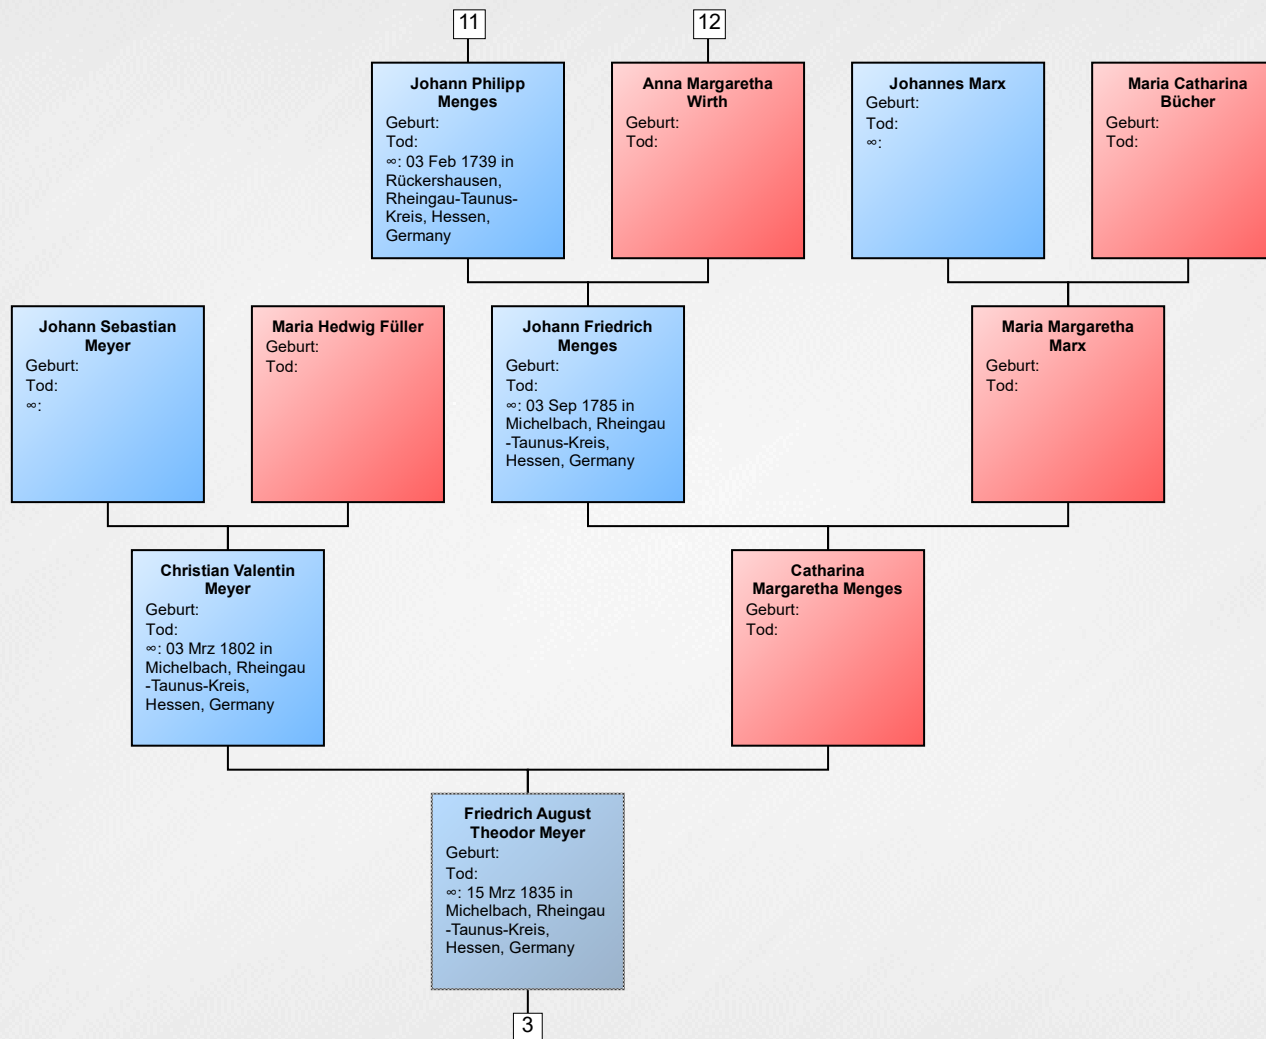 11
12
Johann Philipp
Menges
Geburt:
Tod:
∞: 03 Feb 1739 in
Rückershausen,
Rheingau-Taunus-
Kreis, Hessen,
Germany
Anna Margaretha
Wirth
Geburt:
Tod:
Johannes Marx
Geburt:
Tod:
∞:
Maria Catharina
Bücher
Geburt:
Tod:
Johann Sebastian
Meyer
Geburt:
Tod:
∞:
Maria Hedwig Füller
Geburt:
Tod:
Johann Friedrich
Menges
Geburt:
Tod:
∞: 03 Sep 1785 in
Michelbach, Rheingau
-Taunus-Kreis,
Hessen, Germany
Maria Margaretha
Marx
Geburt:
Tod:
Christian Valentin
Meyer
Geburt:
Tod:
∞: 03 Mrz 1802 in
Michelbach, Rheingau
-Taunus-Kreis,
Hessen, Germany
Catharina
Margaretha Menges
Geburt:
Tod:
Friedrich August
Theodor Meyer
Geburt:
Tod:
∞: 15 Mrz 1835 in
Michelbach, Rheingau
-Taunus-Kreis,
Hessen, Germany
3